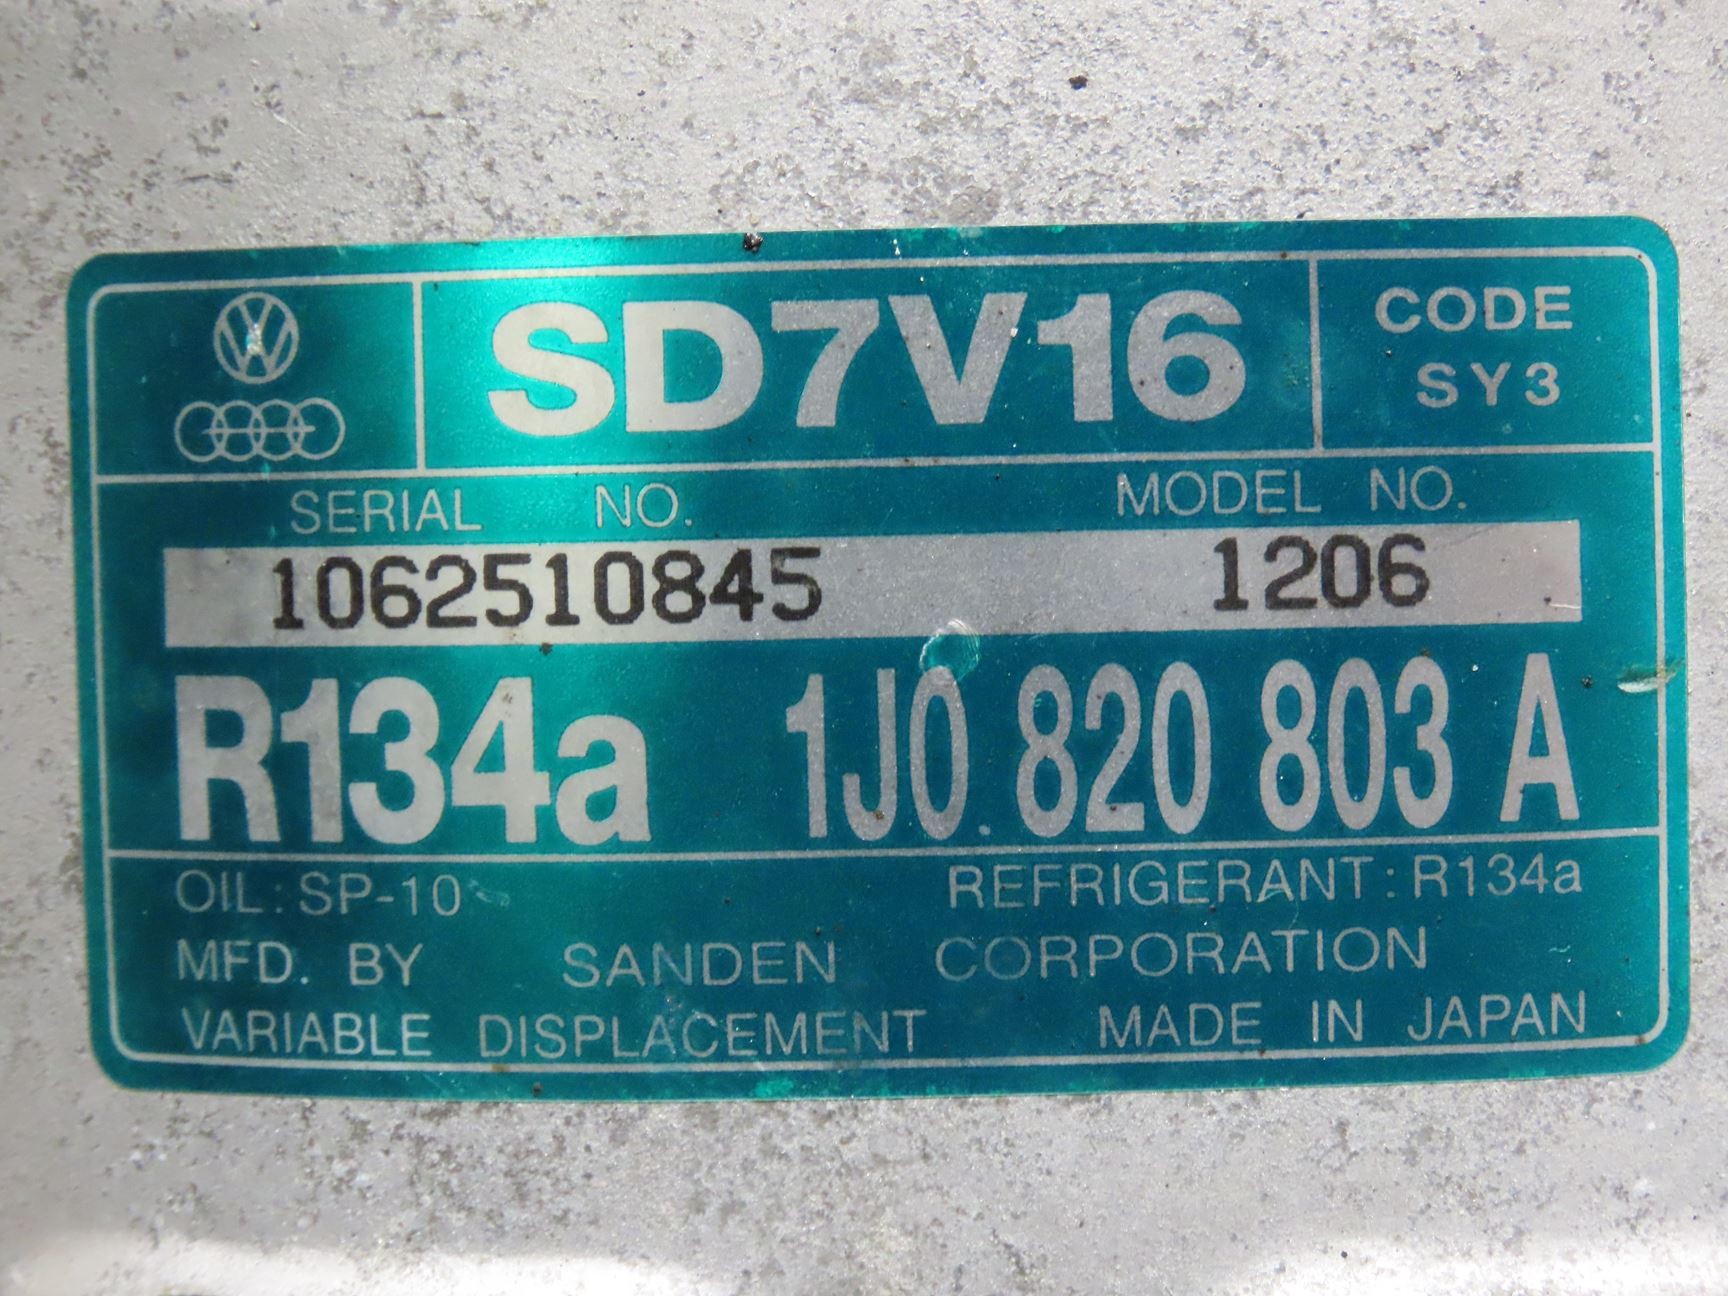 SD7V16
CODE
SY3
SERIAL NO.
MODEL NO.
1062510845
1206
R134a
1J0 820 803 A
OIL: SP-10
REFRIGERANT: R134a
MFD. BY SANDEN CORPORATION
VARIABLE DISPLACEMENT
MADE IN JAPAN